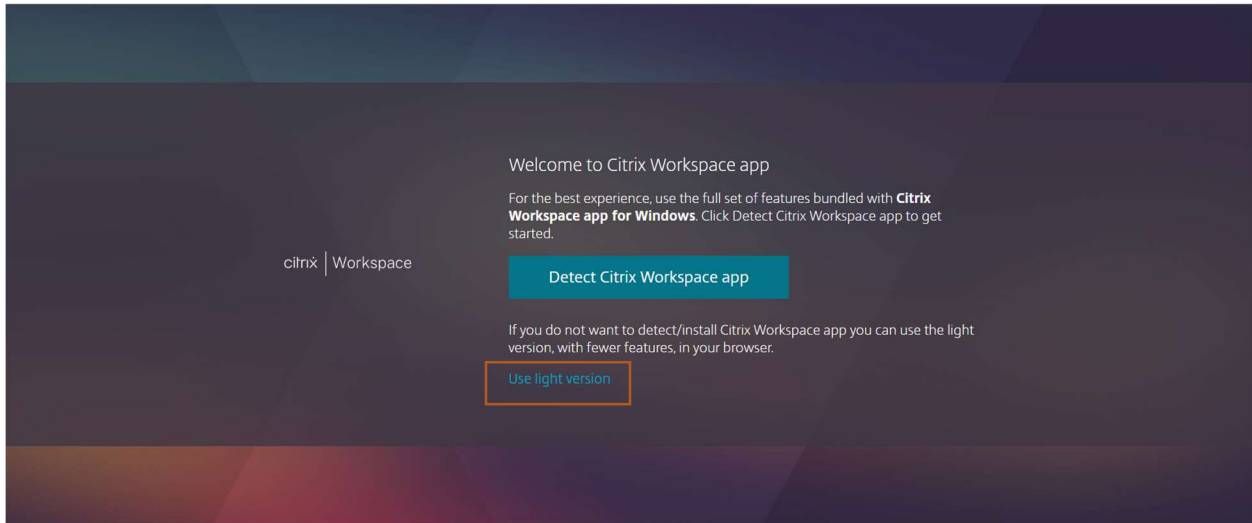 Welcome to Citrix Workspace app
For the best experience, use the full set of features bundled with Citrix
Workspace app for Windows. Click Detect Citrix Workspace app to get
started.
citrix | Workspace
Detect Citrix Workspace app
If you do not want to detect/install Citrix Workspace app you can use the light
version, with fewer features, in your browser.
Use light version